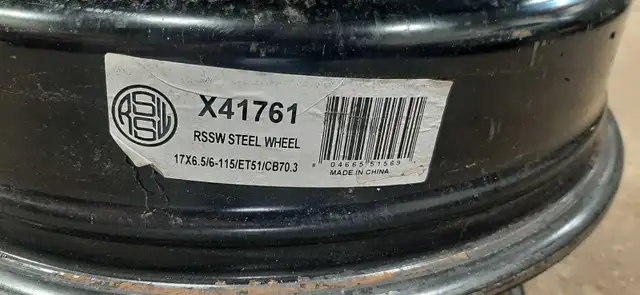 RSSW
X41761
RSSW STEEL WHEEL
17X6.5/6-115/ET51/CB70.3
MADE IN CHINA